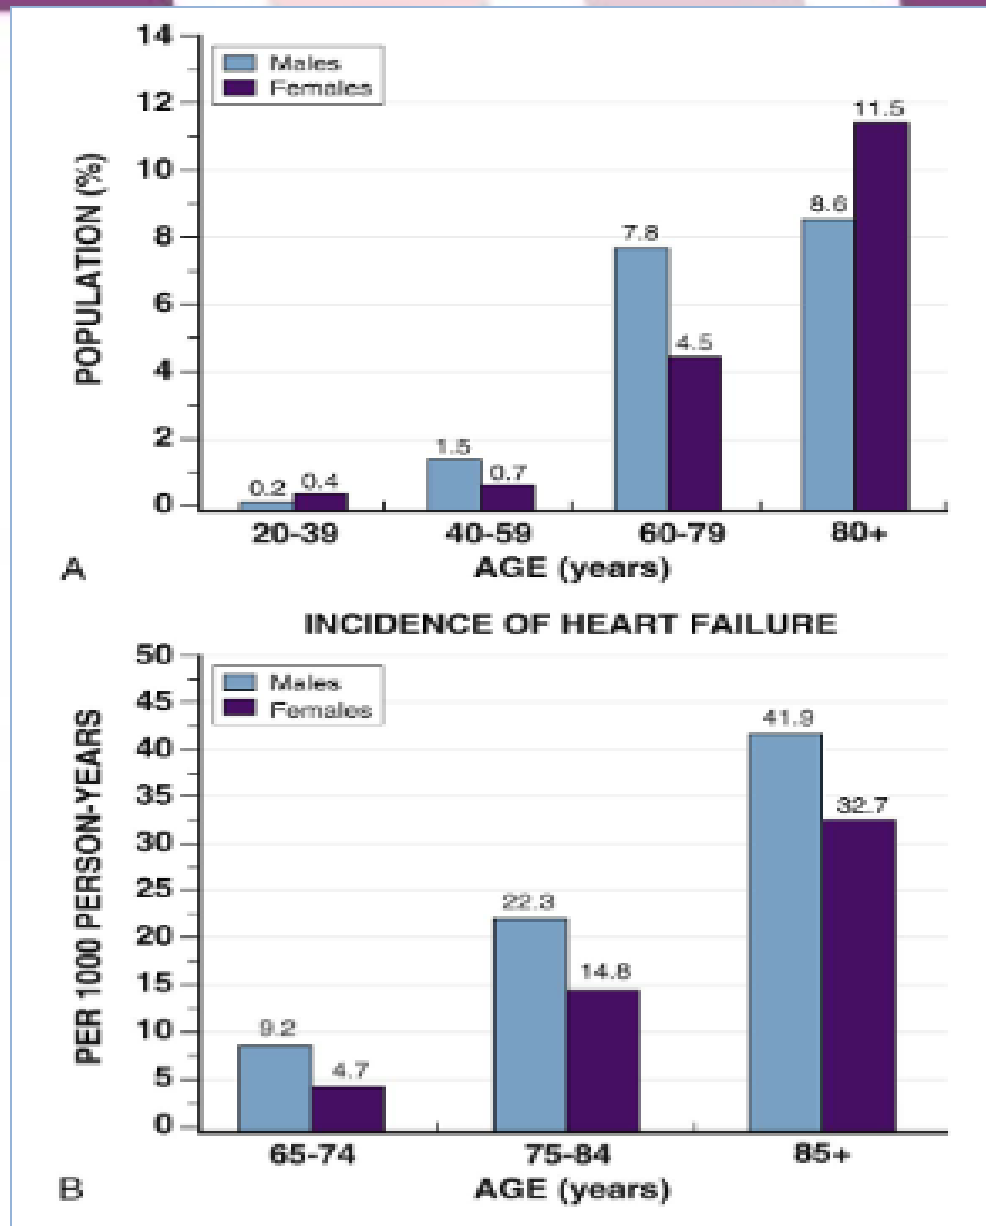 14
Males
Females
12
10
8
6
4
2
0
POPULATION (%)
0.2 0.4
1.5 0.7
7.8 4.5
8.6 11.5
20-39 40-59 60-79 80+
AGE (years)
A
INCIDENCE OF HEART FAILURE
50
Males
Females
45
40
35
30
25
20
15
10
5
0
PER 1000 PERSON-YEARS
9.2 4.7
22.3 14.8
41.9 32.7
65-74 75-84 85+
AGE (years)
B